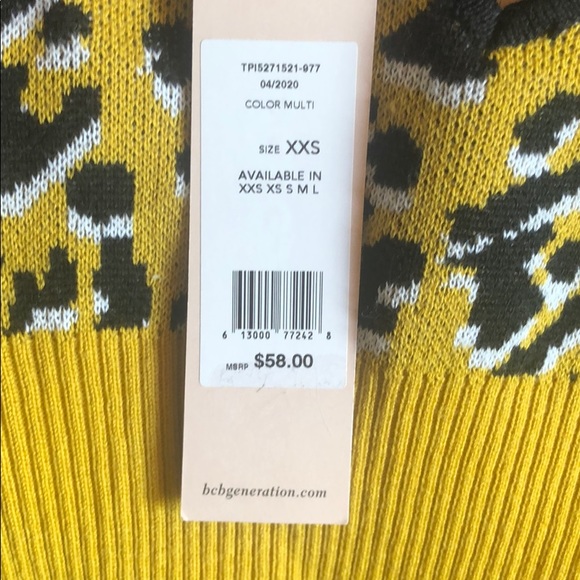 TPI5271521-977
04/2020
COLOR MULTI
SIZE XXS
AVAILABLE IN
XXS XS S M L
6 13000 77242 8
MSRP $58.00
bcbgeneration.com